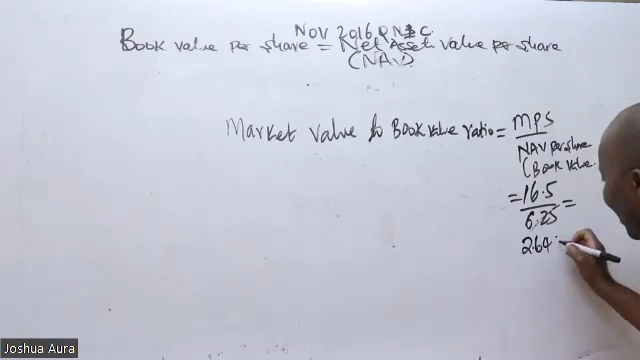 NOV 2016 QN1 C
Book value per share = Net Asset value per share
(NAV)
Market value to Book value ratio = MPS
NAV per share
(Book value.
= 16.5
6.25 =
2.64
Joshua Aura